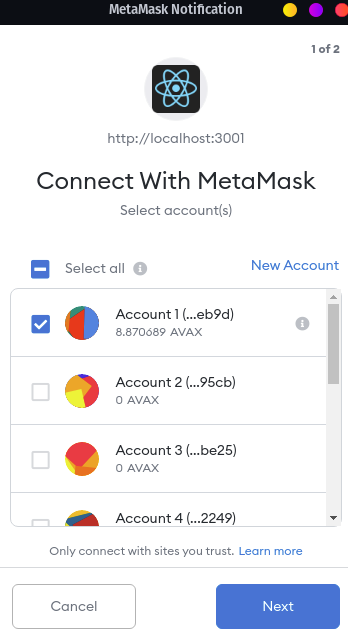 MetaMask Notification
1 of 2
http://localhost:3001
Connect With MetaMask
Select account(s)
Select all
New Account
Account 1 (...eb9d)
8.870689 AVAX
Account 2 (...95cb)
0 AVAX
Account 3 (...be25)
0 AVAX
Account 4 (...2249)
Only connect with sites you trust. Learn more
Cancel
Next